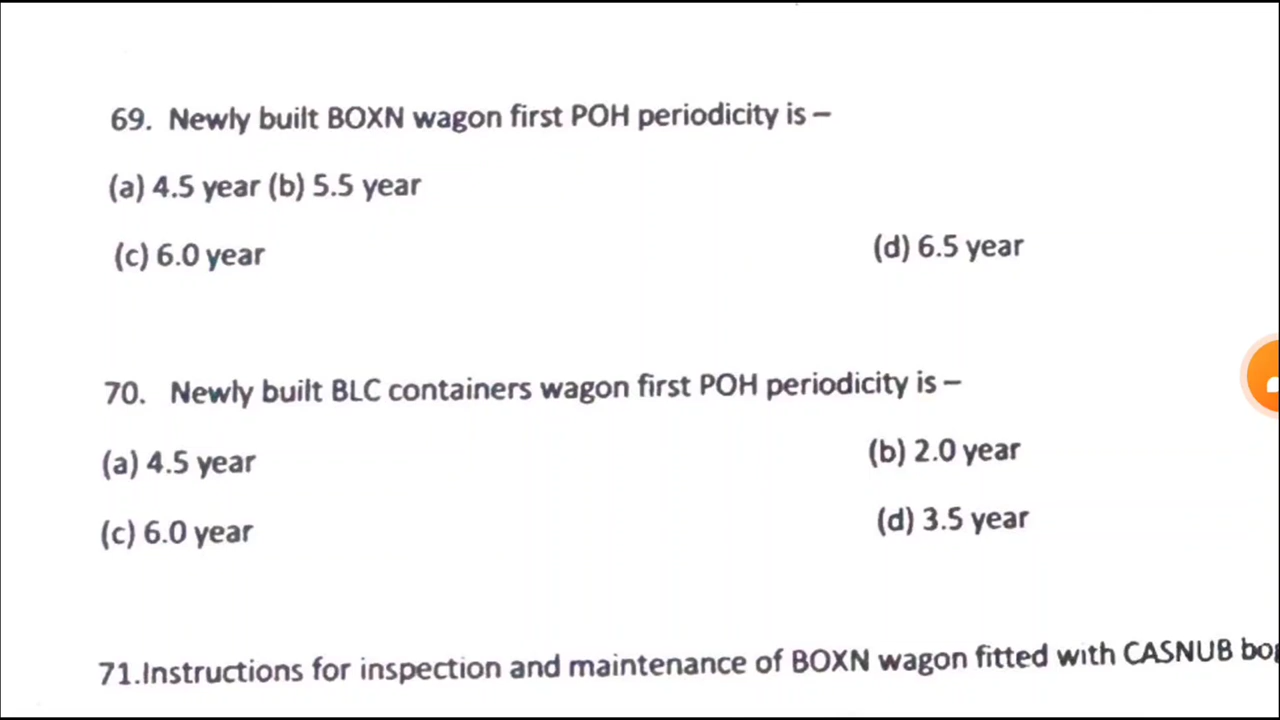 69. Newly built BOXN wagon first POH periodicity is –
(a) 4.5 year (b) 5.5 year
(c) 6.0 year (d) 6.5 year
70. Newly built BLC containers wagon first POH periodicity is –
(a) 4.5 year (b) 2.0 year
(c) 6.0 year (d) 3.5 year
71.Instructions for inspection and maintenance of BOXN wagon fitted with CASNUB